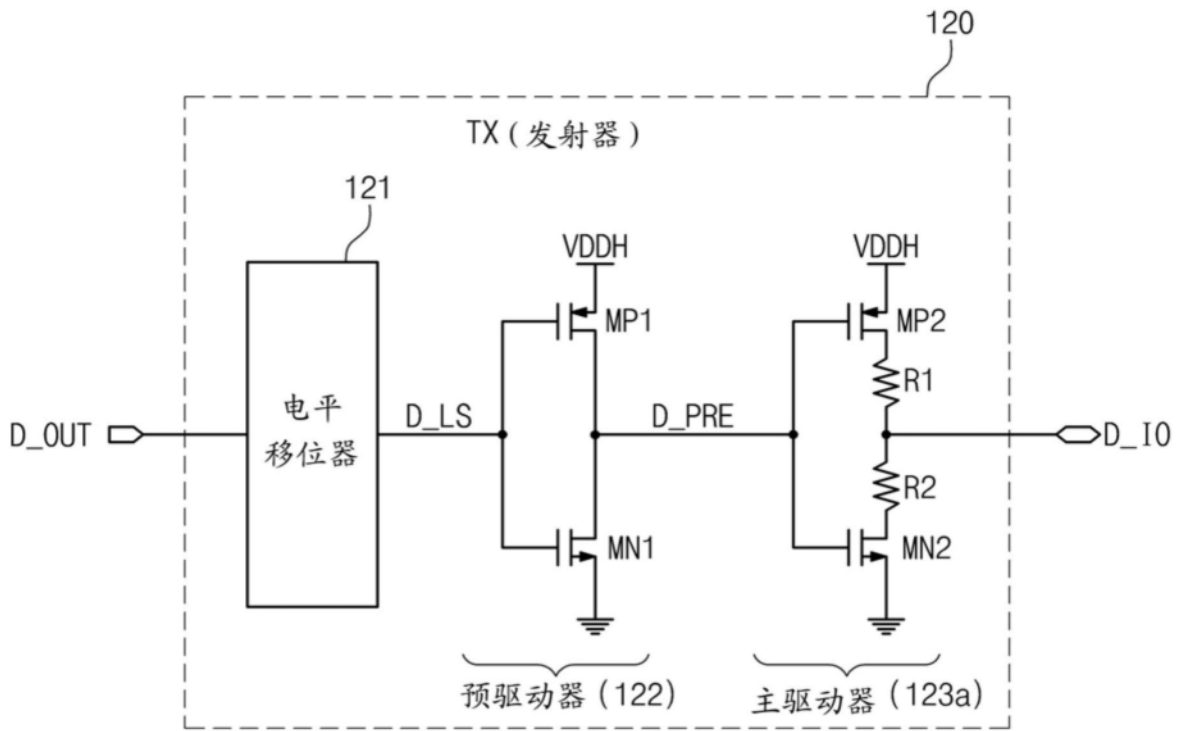 120
TX (发射器)
121
VDDH
VDDH
MP1
MP2
R1
D_OUT
电平
移位器
D_LS
D_PRE
D_IO
R2
MN1
MN2
预驱动器 (122)
主驱动器 (123a)